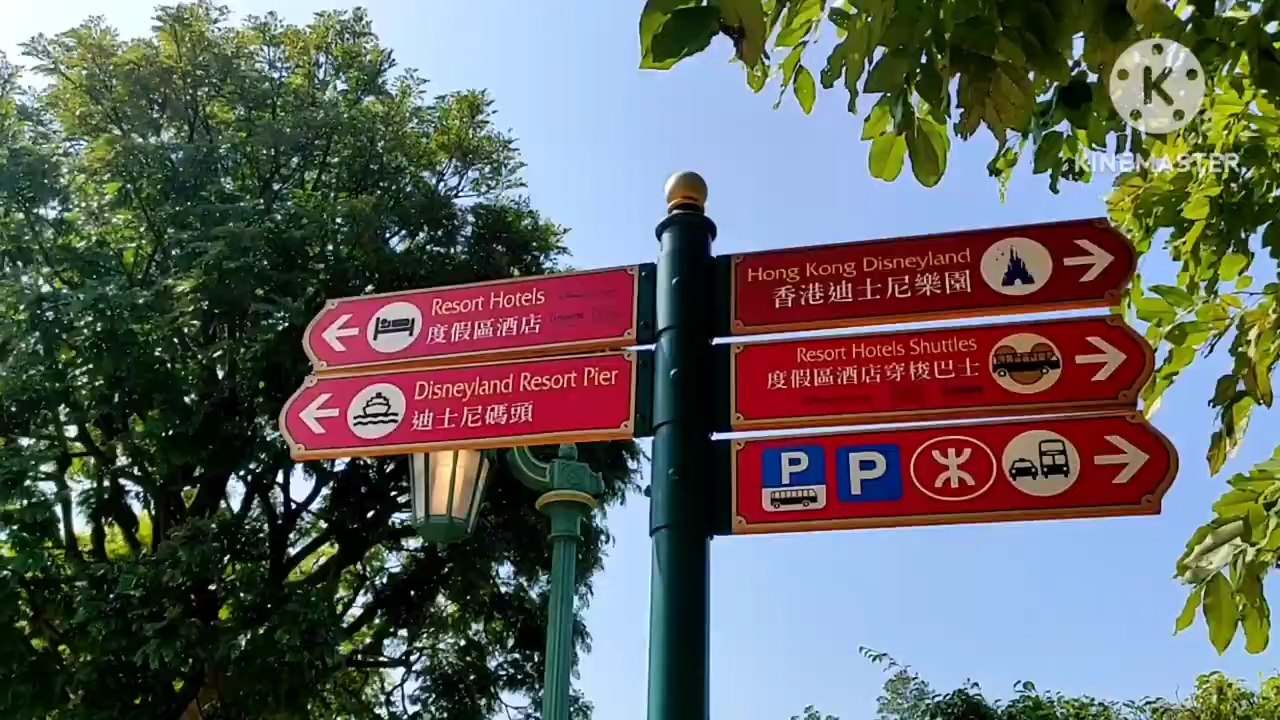 K
KINEMASTER
Hong Kong Disneyland
香港迪士尼樂園
Resort Hotels
度假區酒店
Resort Hotels Shuttles
度假區酒店穿梭巴士
Disneyland Resort Pier
迪士尼碼頭
P
P